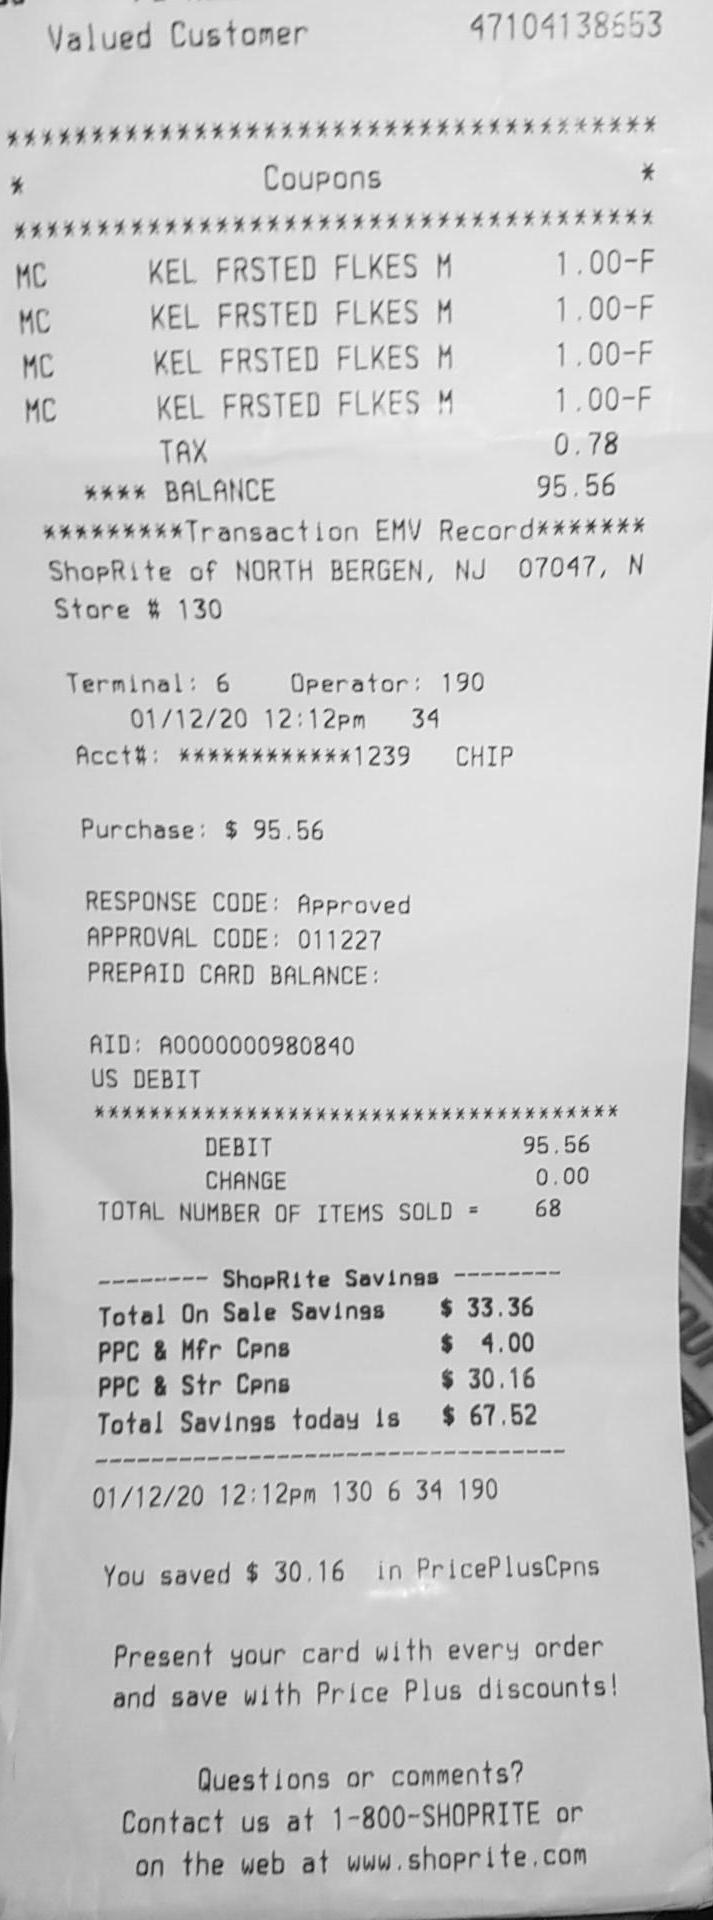 Valued Customer 47104138653
************************************
* Coupons *
************************************
MC KEL FRSTED FLKES M 1.00-F
MC KEL FRSTED FLKES M 1.00-F
MC KEL FRSTED FLKES M 1.00-F
MC KEL FRSTED FLKES M 1.00-F
TAX 0.78
**** BALANCE 95.56
*********Transaction EMV Record*******
ShopRite of NORTH BERGEN, NJ 07047, N
Store # 130
Terminal: 6 Operator: 190
01/12/20 12:12pm 34
Acct#: ************1239 CHIP
Purchase: $ 95.56
RESPONSE CODE: Approved
APPROVAL CODE: 011227
PREPAID CARD BALANCE:
AID: A0000000980840
US DEBIT
**************************************
DEBIT 95.56
CHANGE 0.00
TOTAL NUMBER OF ITEMS SOLD = 68
-------- ShopRite Savings --------
Total On Sale Savings $ 33.36
PPC & Mfr Cpns $ 4.00
PPC & Str Cpns $ 30.16
Total Savings today is $ 67.52
----------------------------------
01/12/20 12:12pm 130 6 34 190
You saved $ 30.16 in PricePlusCpns
Present your card with every order
and save with Price Plus discounts!
Questions or comments?
Contact us at 1-800-SHOPRITE or
on the web at www.shoprite.com